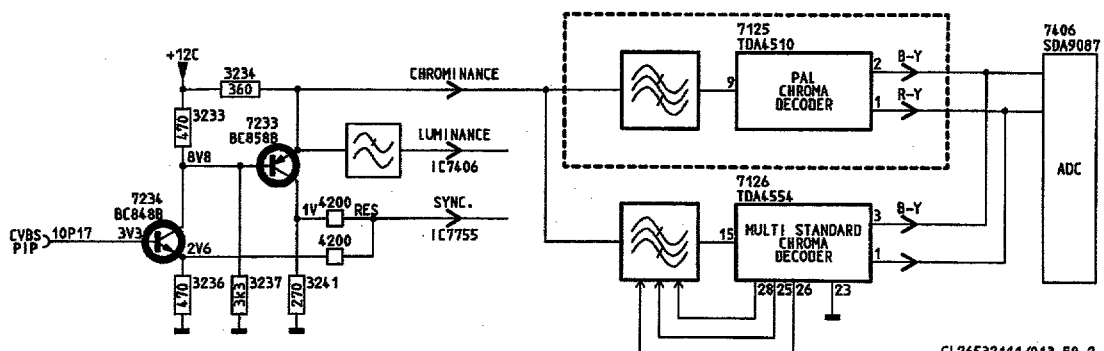 +12C
3234
360
470
3233
7233
BC858B
8V8
7234
BC848B
CVBS
PIP
10P17
3V3
2V6
470
3236
3k3
3237
270
3241
1V
4200
RES
4200
CHROMINANCE
LUMINANCE
IC7406
SYNC.
IC7755
7125
TDA4510
9
PAL
CHROMA
DECODER
2
B-Y
1
R-Y
7406
SDA9087
ADC
7126
TDA4554
15
MULTI STANDARD
CHROMA
DECODER
3
B-Y
1
28
25
26
23